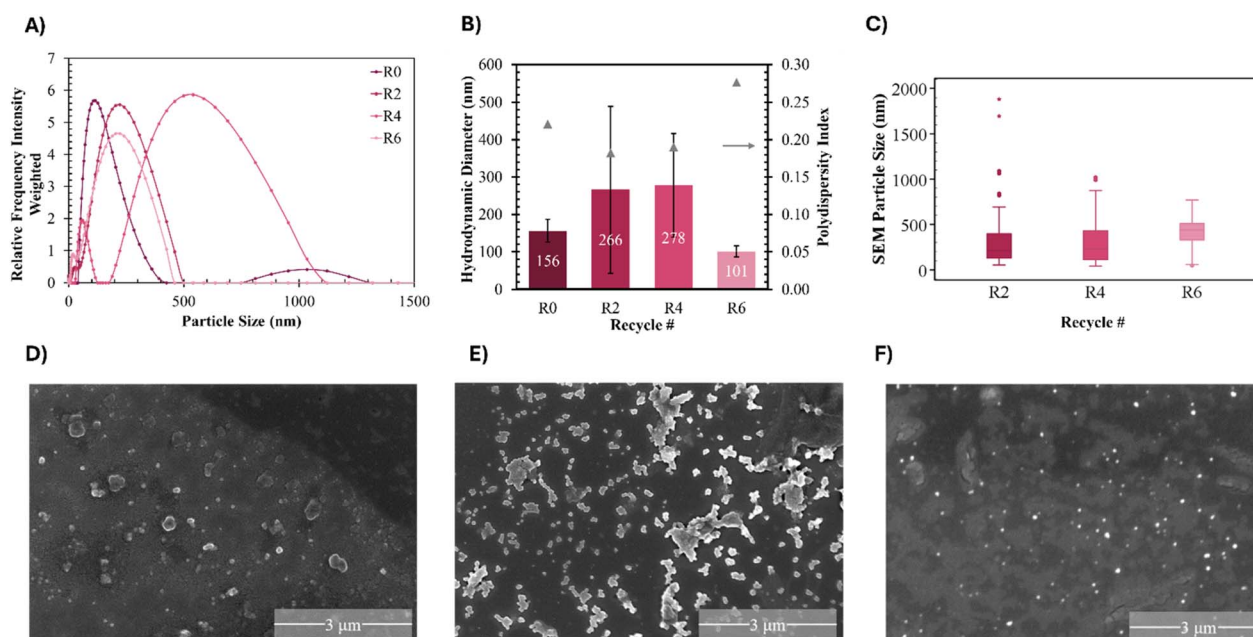 A)
Relative Frequency Intensity
Weighted
7
6
5
4
3
2
1
0
0
500
1000
1500
Particle Size (nm)
R0
R2
R4
R6
B)
Hydrodynamic Diameter (nm)
600
500
400
300
200
100
0
156
266
278
101
R0
R2
R4
R6
Recycle #
0.30
0.25
0.20
0.15
0.10
0.05
0.00
Polydispersity Index
C)
SEM Particle Size (nm)
2000
1500
1000
500
0
R2
R4
R6
Recycle #
D)
3 μm
E)
3 μm
F)
3 μm